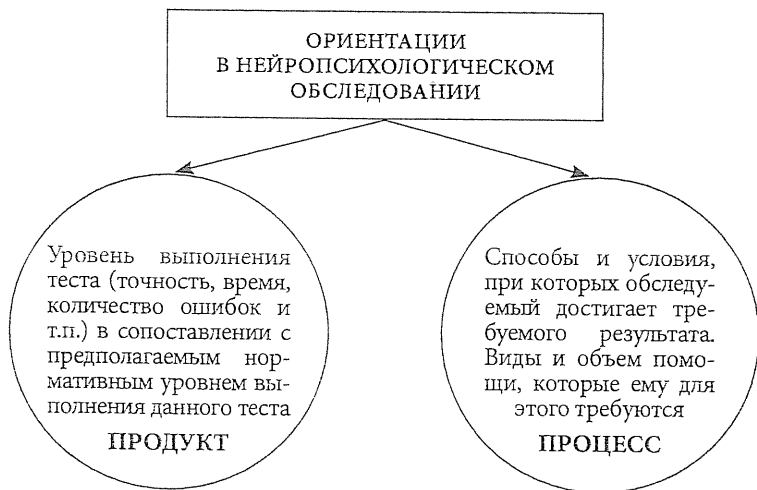 ОРИЕНТАЦИИ
В НЕЙРОПСИХОЛОГИЧЕСКОМ
ОБСЛЕДОВАНИИ
Уровень выполнения
теста (точность, время,
количество ошибок и
т.п.) в сопоставлении с
предполагаемым нор-
мативным уровнем вы-
полнения данного теста
ПРОДУКТ
Способы и условия,
при которых обследу-
емый достигает тре-
буемого результата.
Виды и объем помо-
щи, которые ему для
этого требуются
ПРОЦЕСС